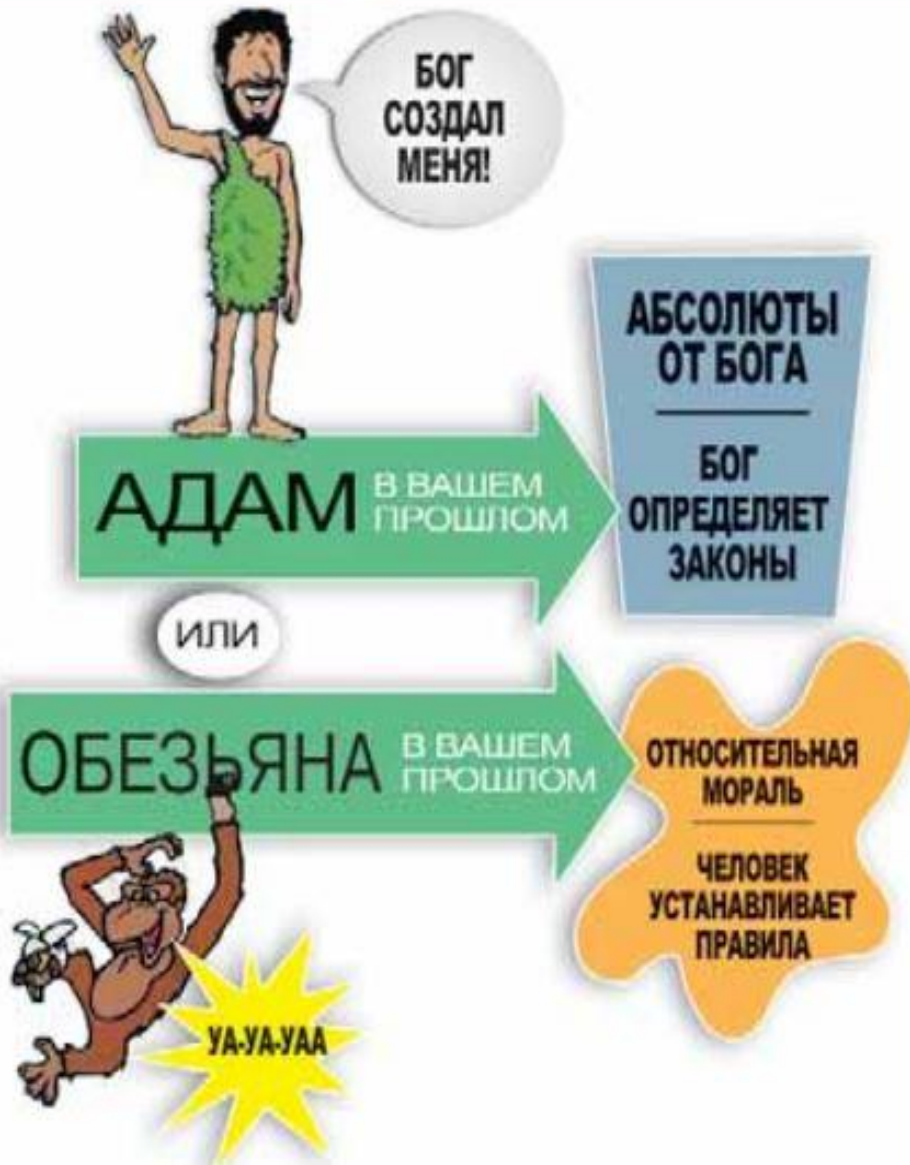 БОГ
СОЗДАЛ
МЕНЯ!
АБСОЛЮТЫ
ОТ БОГА
БОГ
ОПРЕДЕЛЯЕТ
ЗАКОНЫ
АДАМ В ВАШЕМ
ПРОШЛОМ
ИЛИ
ОБЕЗЬЯНА В ВАШЕМ
ПРОШЛОМ
ОТНОСИТЕЛЬНАЯ
МОРАЛЬ
ЧЕЛОВЕК
УСТАНАВЛИВАЕТ
ПРАВИЛА
УА-УА-УАА